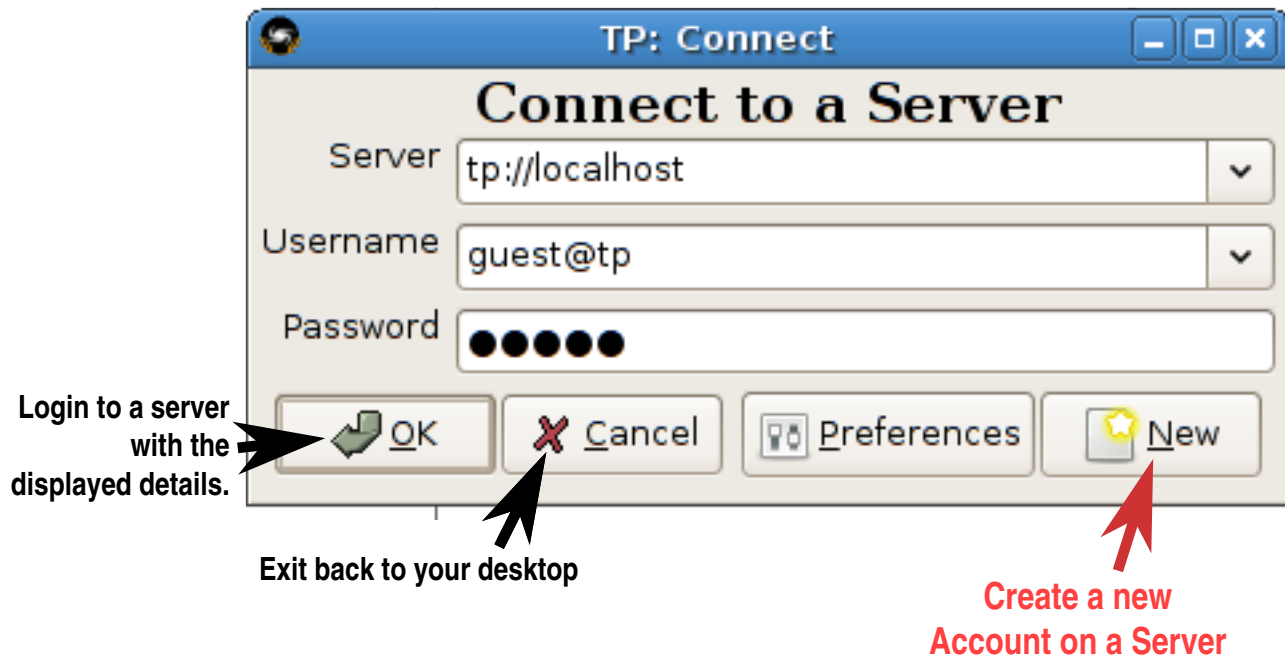 TP: Connect
Connect to a Server
Server
tp://localhost
Username
guest@tp
Password
●●●●●
Login to a server
with the
displayed details.
OK
Cancel
Preferences
New
Exit back to your desktop
Create a new
Account on a Server